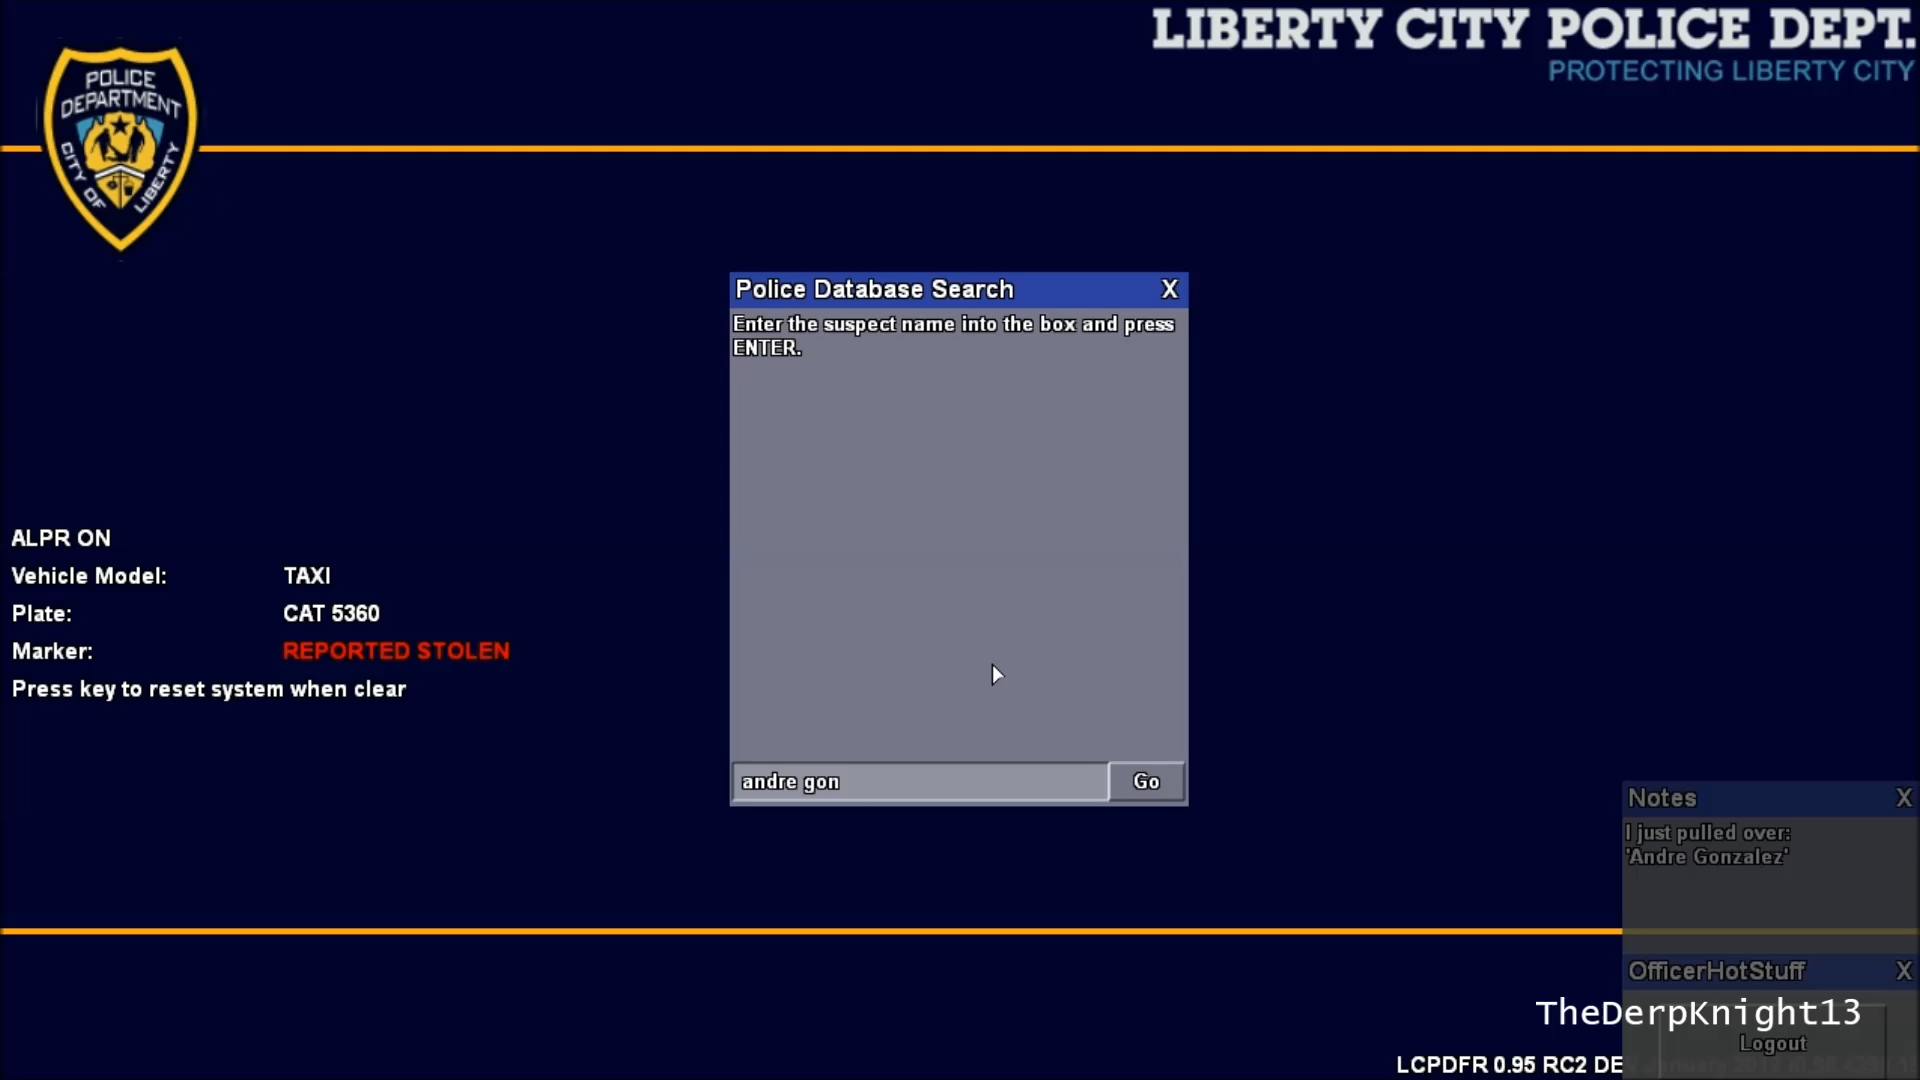 LIBERTY CITY POLICE DEPT.
PROTECTING LIBERTY CITY
POLICE
DEPARTMENT
CITY OF LIBERTY
Police Database Search X
Enter the suspect name into the box and press
ENTER.
ALPR ON
Vehicle Model: TAXI
Plate: CAT 5360
Marker: REPORTED STOLEN
Press key to reset system when clear
andre gon Go
Notes X
I just pulled over:
'Andre Gonzalez'
OfficerHotStuff X
TheDerpKnight13
Logout
LCPDFR 0.95 RC2 DE